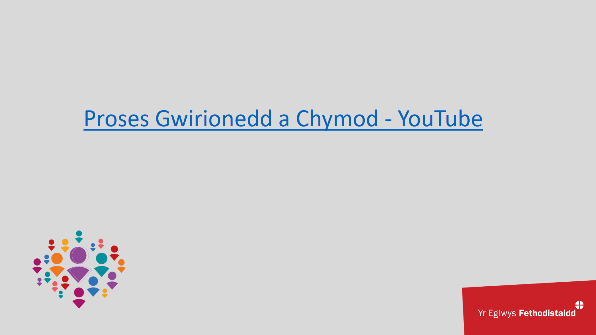 Proses Gwirionedd a Chymod - YouTube
Yr Eglwys Fethodistaidd